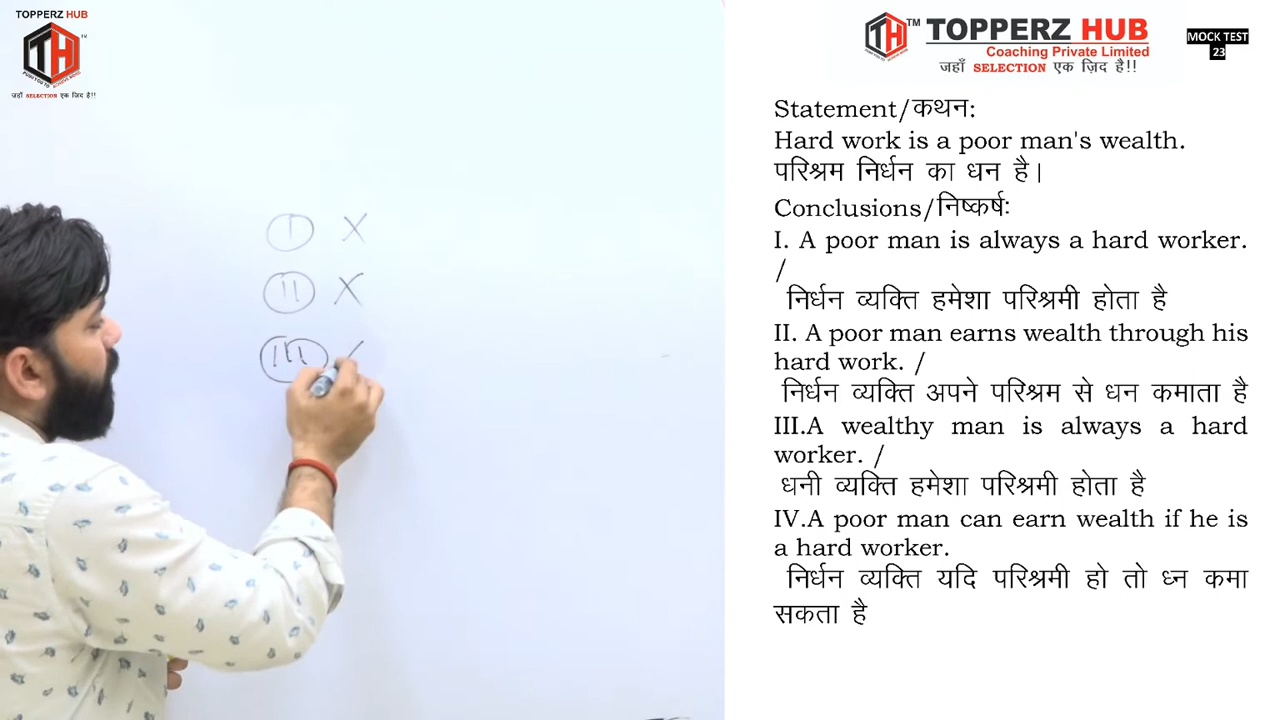 TOPPERZ HUB
TH
TM
जहाँ SELECTION एक ज़िद है!!
TH
TM
TOPPERZ HUB
Coaching Private Limited
जहाँ SELECTION एक ज़िद है!!
MOCK TEST
23
I X
II X
III
Statement/कथन:
Hard work is a poor man's wealth.
परिश्रम निर्धन का धन है।
Conclusions/निष्कर्षः
I. A poor man is always a hard worker.
/
निर्धन व्यक्ति हमेशा परिश्रमी होता है
II. A poor man earns wealth through his
hard work. /
निर्धन व्यक्ति अपने परिश्रम से धन कमाता है
III.A wealthy man is always a hard
worker. /
धनी व्यक्ति हमेशा परिश्रमी होता है
IV.A poor man can earn wealth if he is
a hard worker.
निर्धन व्यक्ति यदि परिश्रमी हो तो ध्न कमा
सकता है